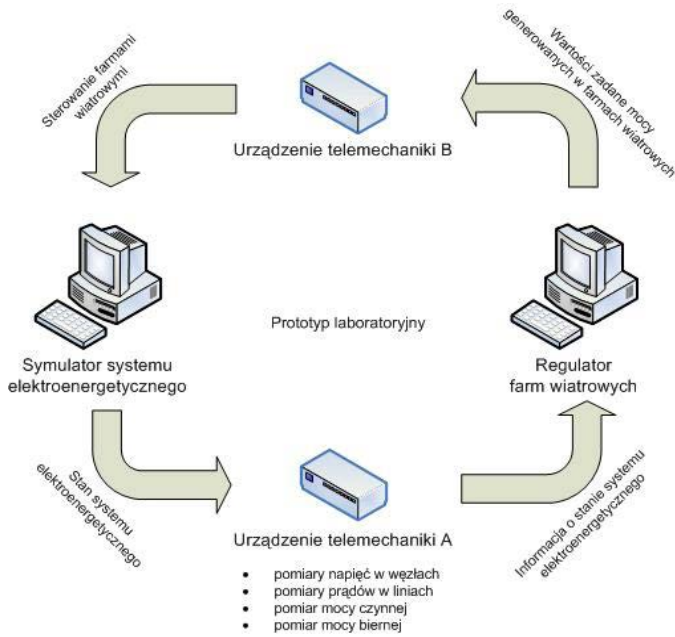 Sterowanie farmami
wiatrowymi
Wartości zadane mocy
generowanych w farmach wiatrowych
Urządzenie telemechaniki B
Prototyp laboratoryjny
Symulator systemu
elektroenergetycznego
Regulator
farm wiatrowych
Stan systemu
elektroenergetycznego
Informacja o stanie systemu
elektroenergetycznego
Urządzenie telemechaniki A
• pomiary napięć w węzłach
• pomiary prądów w liniach
• pomiar mocy czynnej
• pomiar mocy biernej